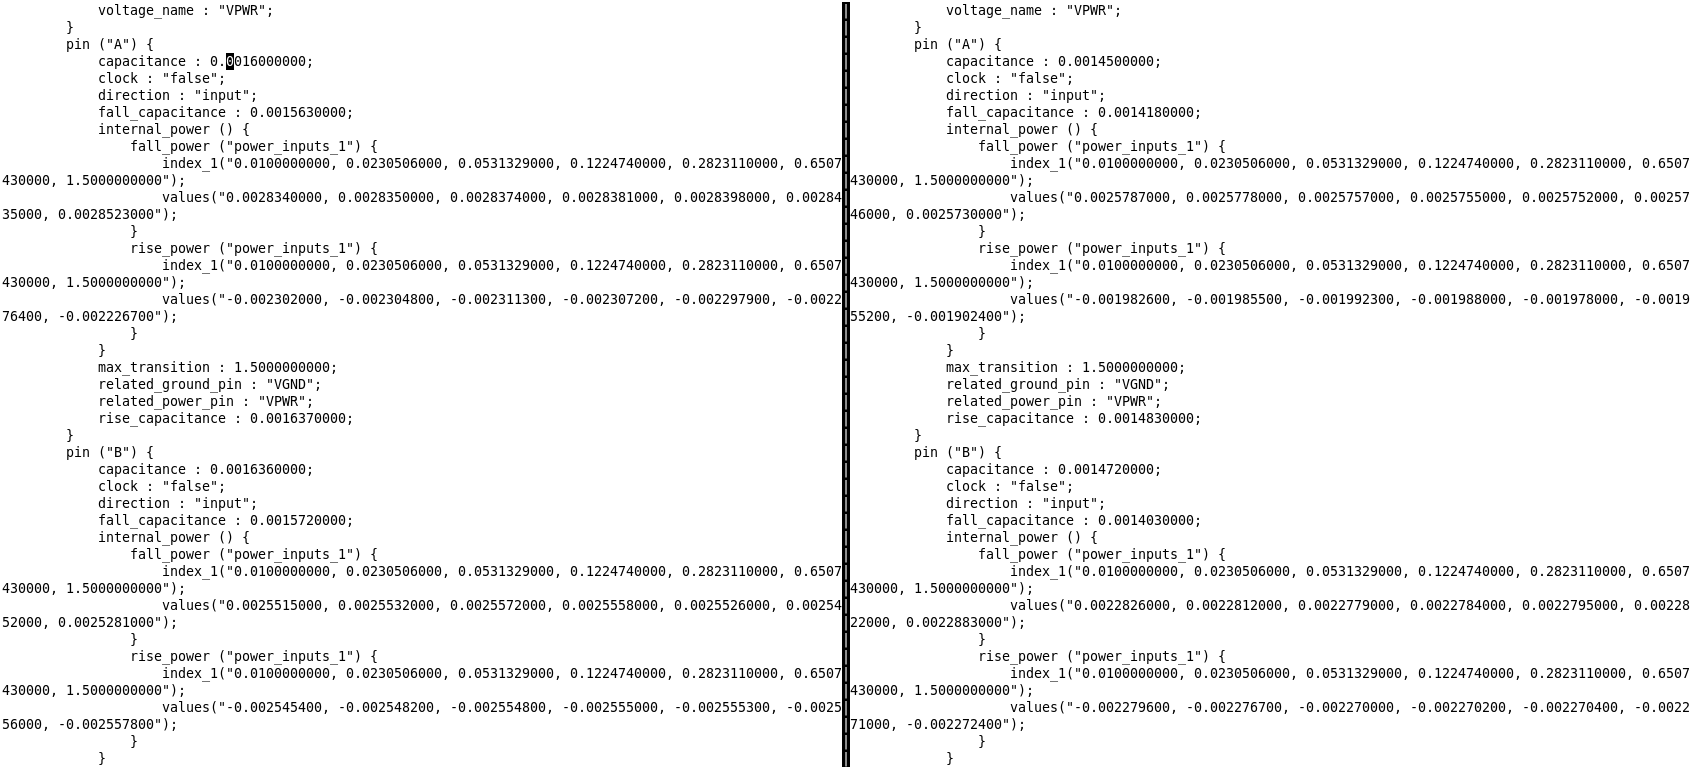 voltage_name : "VPWR";
    }
    pin ("A") {
        capacitance : 0.0016000000;
        clock : "false";
        direction : "input";
        fall_capacitance : 0.0015630000;
        internal_power () {
            fall_power ("power_inputs_1") {
                index_1("0.0100000000, 0.0230506000, 0.0531329000, 0.1224740000, 0.2823110000, 0.6507
430000, 1.5000000000");
                values("0.0028340000, 0.0028350000, 0.0028374000, 0.0028381000, 0.0028398000, 0.00284
35000, 0.0028523000");
            }
            rise_power ("power_inputs_1") {
                index_1("0.0100000000, 0.0230506000, 0.0531329000, 0.1224740000, 0.2823110000, 0.6507
430000, 1.5000000000");
                values("-0.002302000, -0.002304800, -0.002311300, -0.002307200, -0.002297900, -0.0022
76400, -0.002226700");
            }
        }
        max_transition : 1.5000000000;
        related_ground_pin : "VGND";
        related_power_pin : "VPWR";
        rise_capacitance : 0.0016370000;
    }
    pin ("B") {
        capacitance : 0.0016360000;
        clock : "false";
        direction : "input";
        fall_capacitance : 0.0015720000;
        internal_power () {
            fall_power ("power_inputs_1") {
                index_1("0.0100000000, 0.0230506000, 0.0531329000, 0.1224740000, 0.2823110000, 0.6507
430000, 1.5000000000");
                values("0.0025515000, 0.0025532000, 0.0025572000, 0.0025558000, 0.0025526000, 0.00254
52000, 0.0025281000");
            }
            rise_power ("power_inputs_1") {
                index_1("0.0100000000, 0.0230506000, 0.0531329000, 0.1224740000, 0.2823110000, 0.6507
430000, 1.5000000000");
                values("-0.002545400, -0.002548200, -0.002554800, -0.002555000, -0.002555300, -0.0025
56000, -0.002557800");
            }
        }
        voltage_name : "VPWR";
    }
    pin ("A") {
        capacitance : 0.0014500000;
        clock : "false";
        direction : "input";
        fall_capacitance : 0.0014180000;
        internal_power () {
            fall_power ("power_inputs_1") {
                index_1("0.0100000000, 0.0230506000, 0.0531329000, 0.1224740000, 0.2823110000, 0.6507
430000, 1.5000000000");
                values("0.0025787000, 0.0025778000, 0.0025757000, 0.0025755000, 0.0025752000, 0.00257
46000, 0.0025730000");
            }
            rise_power ("power_inputs_1") {
                index_1("0.0100000000, 0.0230506000, 0.0531329000, 0.1224740000, 0.2823110000, 0.6507
430000, 1.5000000000");
                values("-0.001982600, -0.001985500, -0.001992300, -0.001988000, -0.001978000, -0.0019
55200, -0.001902400");
            }
        }
        max_transition : 1.5000000000;
        related_ground_pin : "VGND";
        related_power_pin : "VPWR";
        rise_capacitance : 0.0014830000;
    }
    pin ("B") {
        capacitance : 0.0014720000;
        clock : "false";
        direction : "input";
        fall_capacitance : 0.0014030000;
        internal_power () {
            fall_power ("power_inputs_1") {
                index_1("0.0100000000, 0.0230506000, 0.0531329000, 0.1224740000, 0.2823110000, 0.6507
430000, 1.5000000000");
                values("0.0022826000, 0.0022812000, 0.0022779000, 0.0022784000, 0.0022795000, 0.00228
22000, 0.0022883000");
            }
            rise_power ("power_inputs_1") {
                index_1("0.0100000000, 0.0230506000, 0.0531329000, 0.1224740000, 0.2823110000, 0.6507
430000, 1.5000000000");
                values("-0.002279600, -0.002276700, -0.002270000, -0.002270200, -0.002270400, -0.0022
71000, -0.002272400");
            }
        }